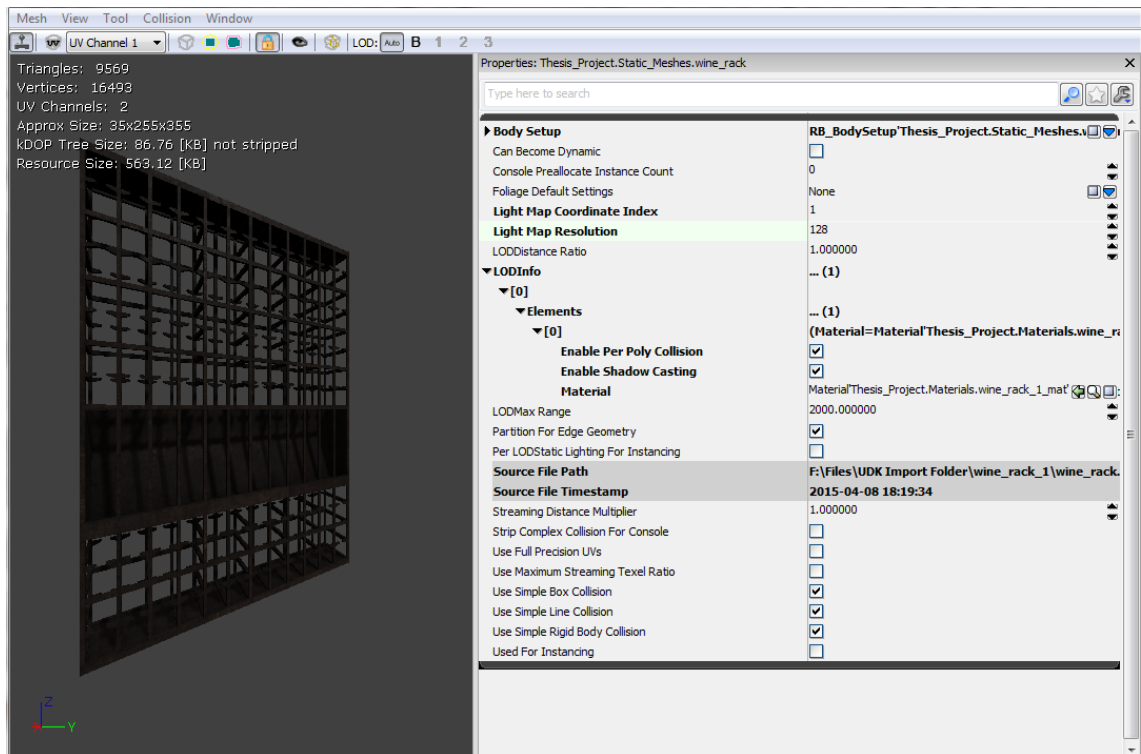 Mesh View Tool Collision Window
UV Channel 1 LOD: Auto B 1 2 3
Triangles: 9569
Vertices: 16493
UV Channels: 2
Approx Size: 35x255x355
kDOP Tree Size: 86.76 [KB] not stripped
Resource Size: 563.12 [KB]
Z
Y
Properties: Thesis_Project.Static_Meshes.wine_rack
Type here to search
Body Setup RB_BodySetup'Thesis_Project.Static_Meshes.
Can Become Dynamic
Console Preallocate Instance Count 0
Foliage Default Settings None
Light Map Coordinate Index 1
Light Map Resolution 128
LODDistance Ratio 1.000000
LODInfo ... (1)
[0]
Elements ... (1)
[0] (Material=Material'Thesis_Project.Materials.wine_ra
Enable Per Poly Collision
Enable Shadow Casting
Material Material'Thesis_Project.Materials.wine_rack_1_mat'
LODMax Range 2000.000000
Partition For Edge Geometry
Per LODStatic Lighting For Instancing
Source File Path F:\Files\UDK Import Folder\wine_rack_1\wine_rack.
Source File Timestamp 2015-04-08 18:19:34
Streaming Distance Multiplier 1.000000
Strip Complex Collision For Console
Use Full Precision UVs
Use Maximum Streaming Texel Ratio
Use Simple Box Collision
Use Simple Line Collision
Use Simple Rigid Body Collision
Used For Instancing